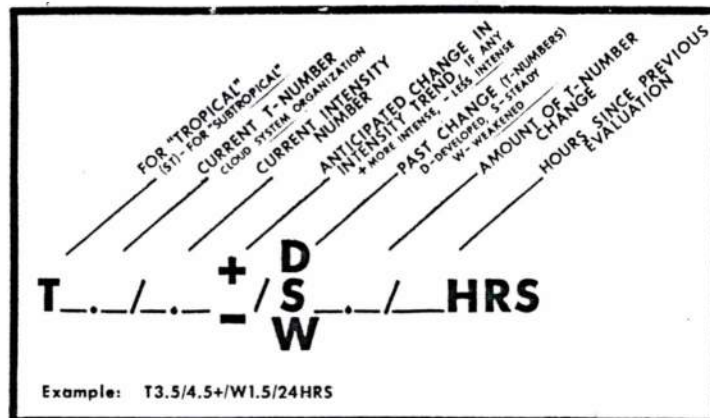 FOR "TROPICAL"
(ST)- FOR "SUBTROPICAL"
CURRENT T-NUMBER
CLOUD SYSTEM ORGANIZATION
CURRENT INTENSITY
NUMBER
ANTICIPATED CHANGE IN
INTENSITY TREND, IF ANY
+ MORE INTENSE, - LESS INTENSE
PAST CHANGE (T-NUMBERS)
D-DEVELOPED, S- STEADY
W- WEAKENED
AMOUNT OF T-NUMBER
CHANGE
HOURS SINCE PREVIOUS
EVALUATION
+ D
T_._/_._ / S _._/__HRS
- W
Example: T3.5/4.5+/W1.5/24HRS